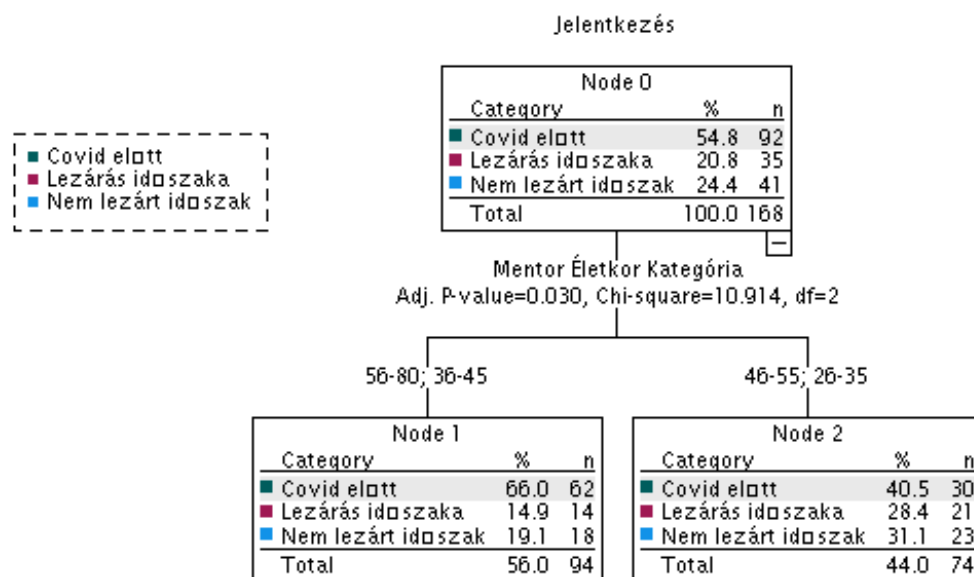 Jelentkezés
Node 0
Category % n
Covid el□tt 54.8 92
Lezárás id□szaka 20.8 35
Nem lezárt id□szak 24.4 41
Total 100.0 168
Covid el□tt
Lezárás id□szaka
Nem lezárt id□szak
Mentor Életkor Kategória
Adj. P-value=0.030, Chi-square=10.914, df=2
56-80; 36-45
46-55; 26-35
Node 1
Category % n
Covid el□tt 66.0 62
Lezárás id□szaka 14.9 14
Nem lezárt id□szak 19.1 18
Total 56.0 94
Node 2
Category % n
Covid el□tt 40.5 30
Lezárás id□szaka 28.4 21
Nem lezárt id□szak 31.1 23
Total 44.0 74